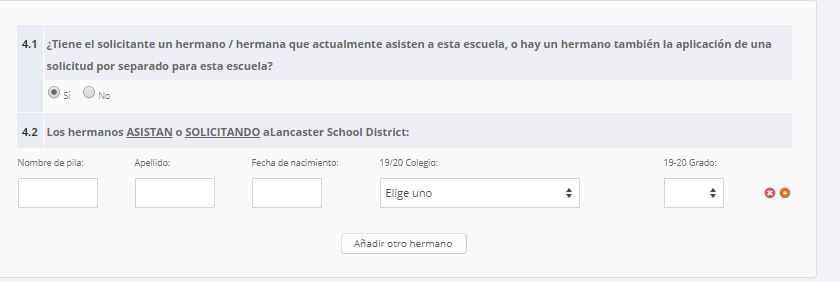 4.1 ¿Tiene el solicitante un hermano / hermana que actualmente asisten a esta escuela, o hay un hermano también la aplicación de una
solicitud por separado para esta escuela?
Sí No
4.2 Los hermanos ASISTAN o SOLICITANDO aLancaster School District:
Nombre de pila: Apellido: Fecha de nacimiento: 19/20 Colegio: 19-20 Grado:
Elige uno
Añadir otro hermano